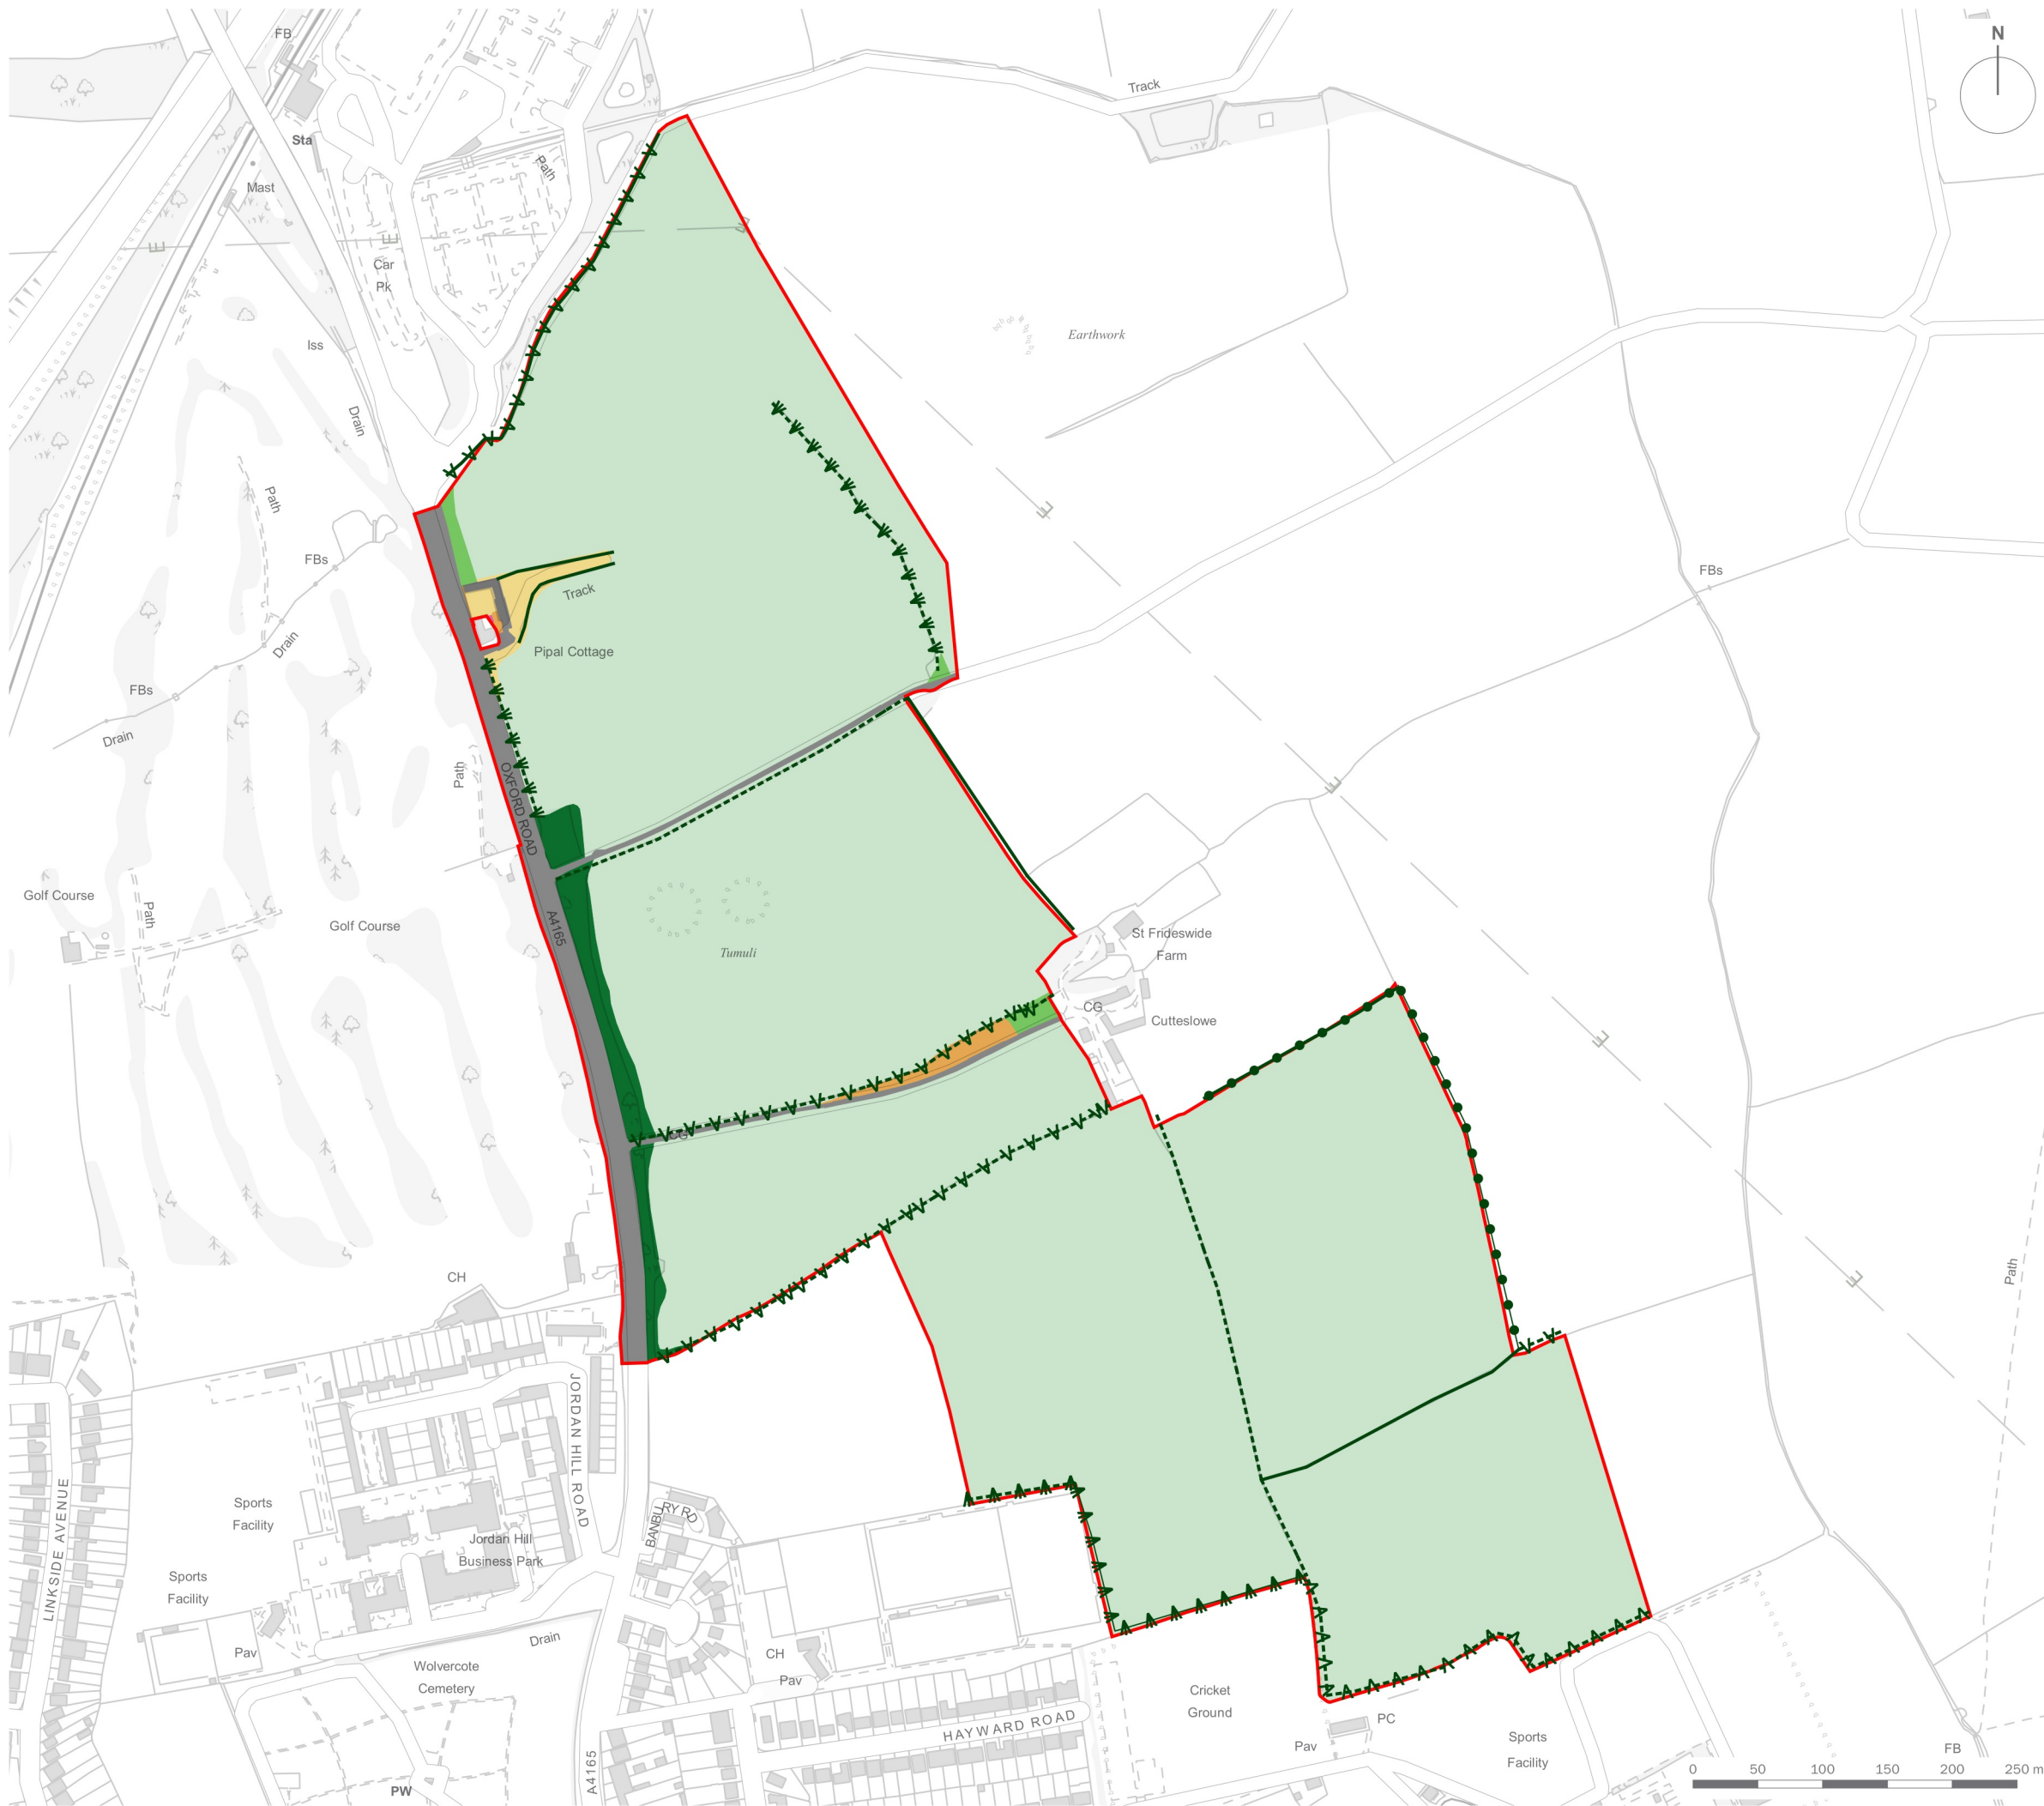 FB
N
Track
Sta
Path
Mast
E
E
E
Car
Pk
Earthwork
Iss
Drain
Path
E
FBs
FBs
Track
Drain
Pipal Cottage
FBs
Drain
Path
OXFORD ROAD
E
Golf Course
Path
Golf Course
A4165
St Frideswide
Farm
Tumuli
CG
Cutteslowe
E
CG
CH
E
Path
JORDAN HILL ROAD
LINKSIDE AVENUE
Sports
Facility
BANBU
RY RD
Jordan Hill
Business Park
Sports
Facility
Drain
Pav
CH
Wolvercote
Cemetery
Pav
Cricket
Ground
HAYWARD ROAD
PC
Sports
Facility
Pav
FB
A4165
PW
0 50 100 150 200 250 m